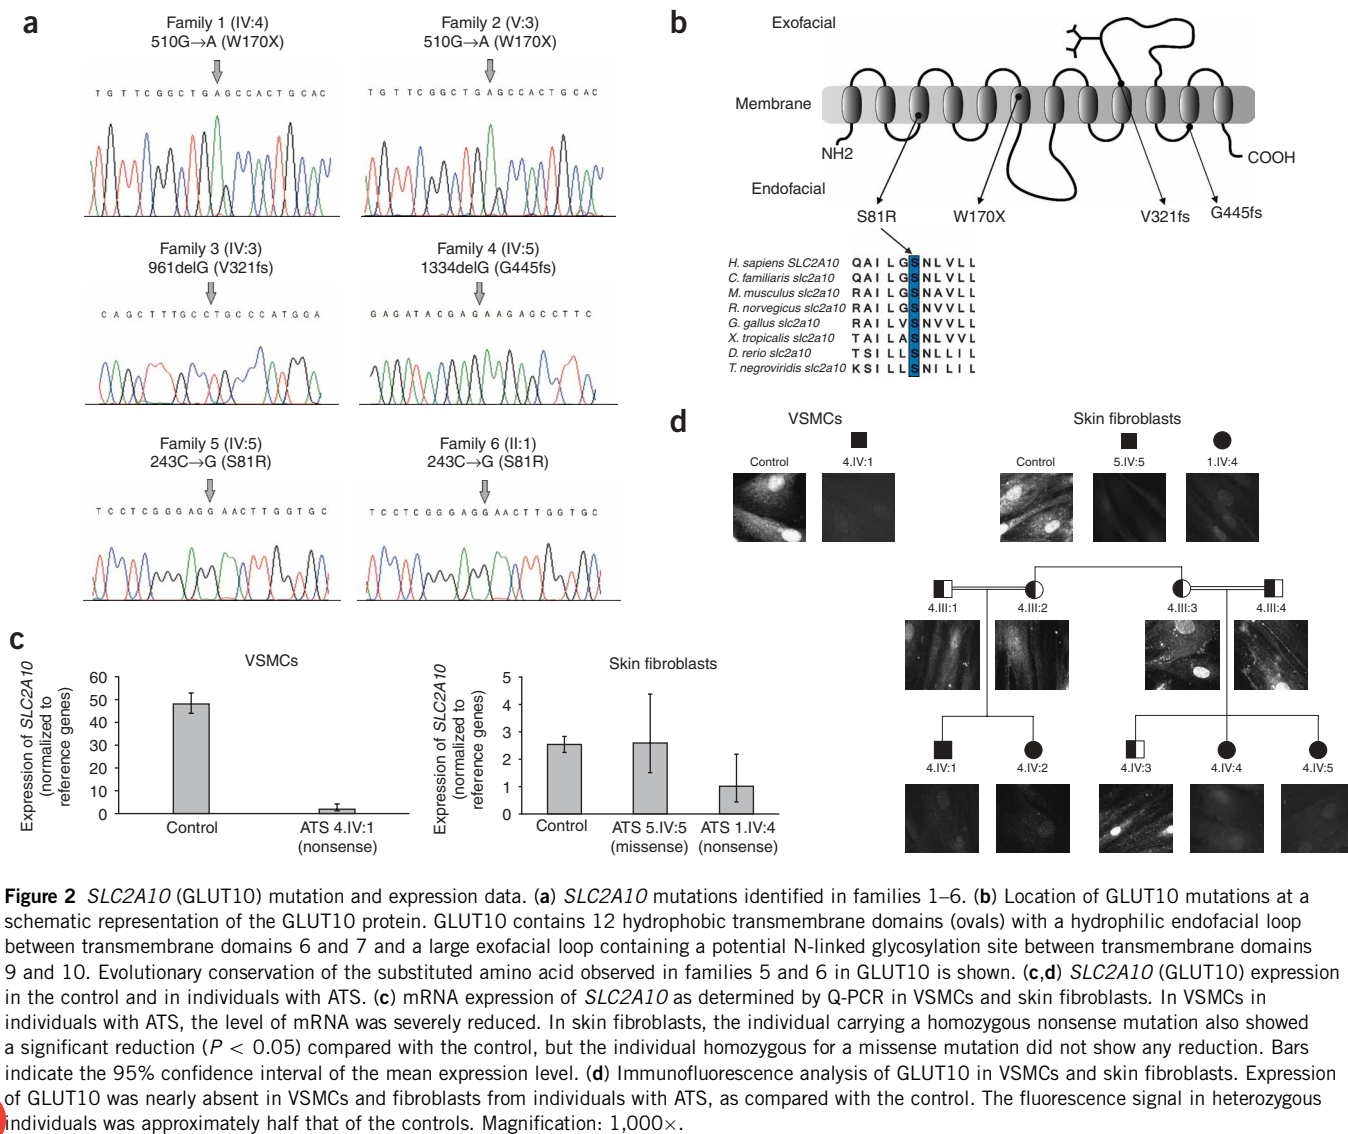 a
Family 1 (IV:4)
510G→A (W170X)
T G T T C G G C T G A G C C A C T G C A C
Family 2 (V:3)
510G→A (W170X)
T G T T C G G C T G A G C C A C T G C A C
Family 3 (IV:3)
961delG (V321fs)
C A G C T T T G C C T G C C C A T G G A
Family 4 (IV:5)
1334delG (G445fs)
G A G A T A C G A G A A G A G C C T T C
Family 5 (IV:5)
243C→G (S81R)
T C C T C G G G A G G A A C T T G G T G C
Family 6 (II:1)
243C→G (S81R)
T C C T C G G G A G G A A C T T G G T G C
b
Exofacial
Membrane
NH2
COOH
Endofacial
S81R
W170X
V321fs
G445fs
H. sapiens SLC2A10 Q A I L G S N L V L L
C. familiaris slc2a10 Q A I L G S N L V L L
M. musculus slc2a10 R A I L G S N A V L L
R. norvegicus slc2a10 R A I L G S N V V L L
G. gallus slc2a10 R A I L V S N V V L L
X. tropicalis slc2a10 T A I L A S N L V V L
D. rerio slc2a10 T S I L L S N L L I L
T. negroviridis slc2a10 K S I L L S N I L I L
c
VSMCs
Expression of SLC2A10
(normalized to
reference genes)
60
50
40
30
20
10
0
Control
ATS 4.IV:1
(nonsense)
Skin fibroblasts
Expression of SLC2A10
(normalized to
reference genes)
5
4
3
2
1
0
Control
ATS 5.IV:5
(missense)
ATS 1.IV:4
(nonsense)
d
VSMCs
Control
4.IV:1
Skin fibroblasts
Control
5.IV:5
1.IV:4
4.III:1
4.III:2
4.III:3
4.III:4
4.IV:1
4.IV:2
4.IV:3
4.IV:4
4.IV:5
Figure 2 SLC2A10 (GLUT10) mutation and expression data. (a) SLC2A10 mutations identified in families 1–6. (b) Location of GLUT10 mutations at a
schematic representation of the GLUT10 protein. GLUT10 contains 12 hydrophobic transmembrane domains (ovals) with a hydrophilic endofacial loop
between transmembrane domains 6 and 7 and a large exofacial loop containing a potential N-linked glycosylation site between transmembrane domains
9 and 10. Evolutionary conservation of the substituted amino acid observed in families 5 and 6 in GLUT10 is shown. (c,d) SLC2A10 (GLUT10) expression
in the control and in individuals with ATS. (c) mRNA expression of SLC2A10 as determined by Q-PCR in VSMCs and skin fibroblasts. In VSMCs in
individuals with ATS, the level of mRNA was severely reduced. In skin fibroblasts, the individual carrying a homozygous nonsense mutation also showed
a significant reduction (P < 0.05) compared with the control, but the individual homozygous for a missense mutation did not show any reduction. Bars
indicate the 95% confidence interval of the mean expression level. (d) Immunofluorescence analysis of GLUT10 in VSMCs and skin fibroblasts. Expression
of GLUT10 was nearly absent in VSMCs and fibroblasts from individuals with ATS, as compared with the control. The fluorescence signal in heterozygous
individuals was approximately half that of the controls. Magnification: 1,000×.